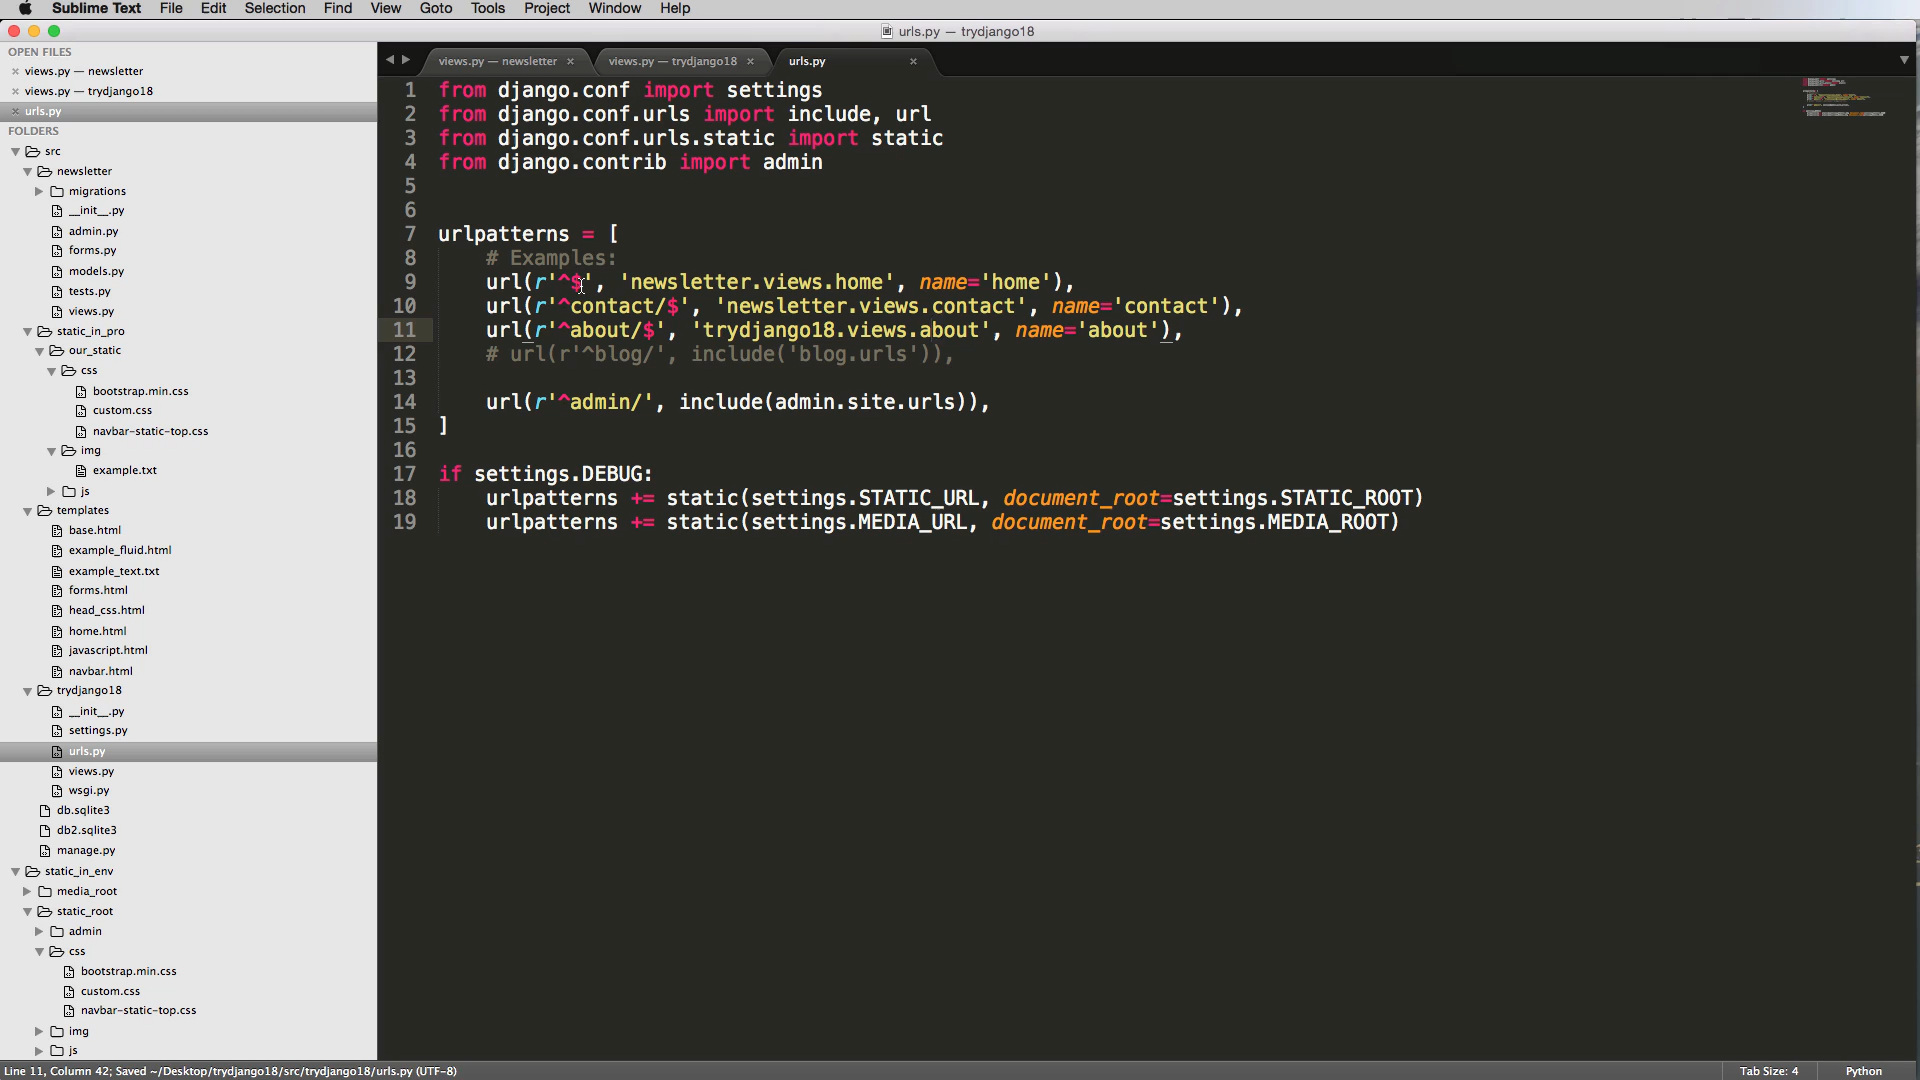 Sublime Text File Edit Selection Find View Goto Tools Project Window Help
urls.py — trydjango18
OPEN FILES
views.py — newsletter
views.py — trydjango18
urls.py
FOLDERS
src
newsletter
migrations
__init__.py
admin.py
forms.py
models.py
tests.py
views.py
static_in_pro
our_static
css
bootstrap.min.css
custom.css
navbar-static-top.css
img
example.txt
js
templates
base.html
example_fluid.html
example_text.txt
forms.html
head_css.html
home.html
javascript.html
navbar.html
trydjango18
__init__.py
settings.py
urls.py
views.py
wsgi.py
db.sqlite3
db2.sqlite3
manage.py
static_in_env
media_root
static_root
admin
css
bootstrap.min.css
custom.css
navbar-static-top.css
img
js
views.py — newsletter × views.py — trydjango18 × urls.py ×
1 from django.conf import settings
2 from django.conf.urls import include, url
3 from django.conf.urls.static import static
4 from django.contrib import admin
5
6
7 urlpatterns = [
8     # Examples:
9     url(r'^$', 'newsletter.views.home', name='home'),
10     url(r'^contact/$', 'newsletter.views.contact', name='contact'),
11     url(r'^about/$', 'trydjango18.views.about', name='about'),
12     # url(r'^blog/', include('blog.urls')),
13
14     url(r'^admin/', include(admin.site.urls)),
15 ]
16
17 if settings.DEBUG:
18     urlpatterns += static(settings.STATIC_URL, document_root=settings.STATIC_ROOT)
19     urlpatterns += static(settings.MEDIA_URL, document_root=settings.MEDIA_ROOT)
Line 11, Column 42; Saved ~/Desktop/trydjango18/src/trydjango18/urls.py (UTF-8) Tab Size: 4 Python